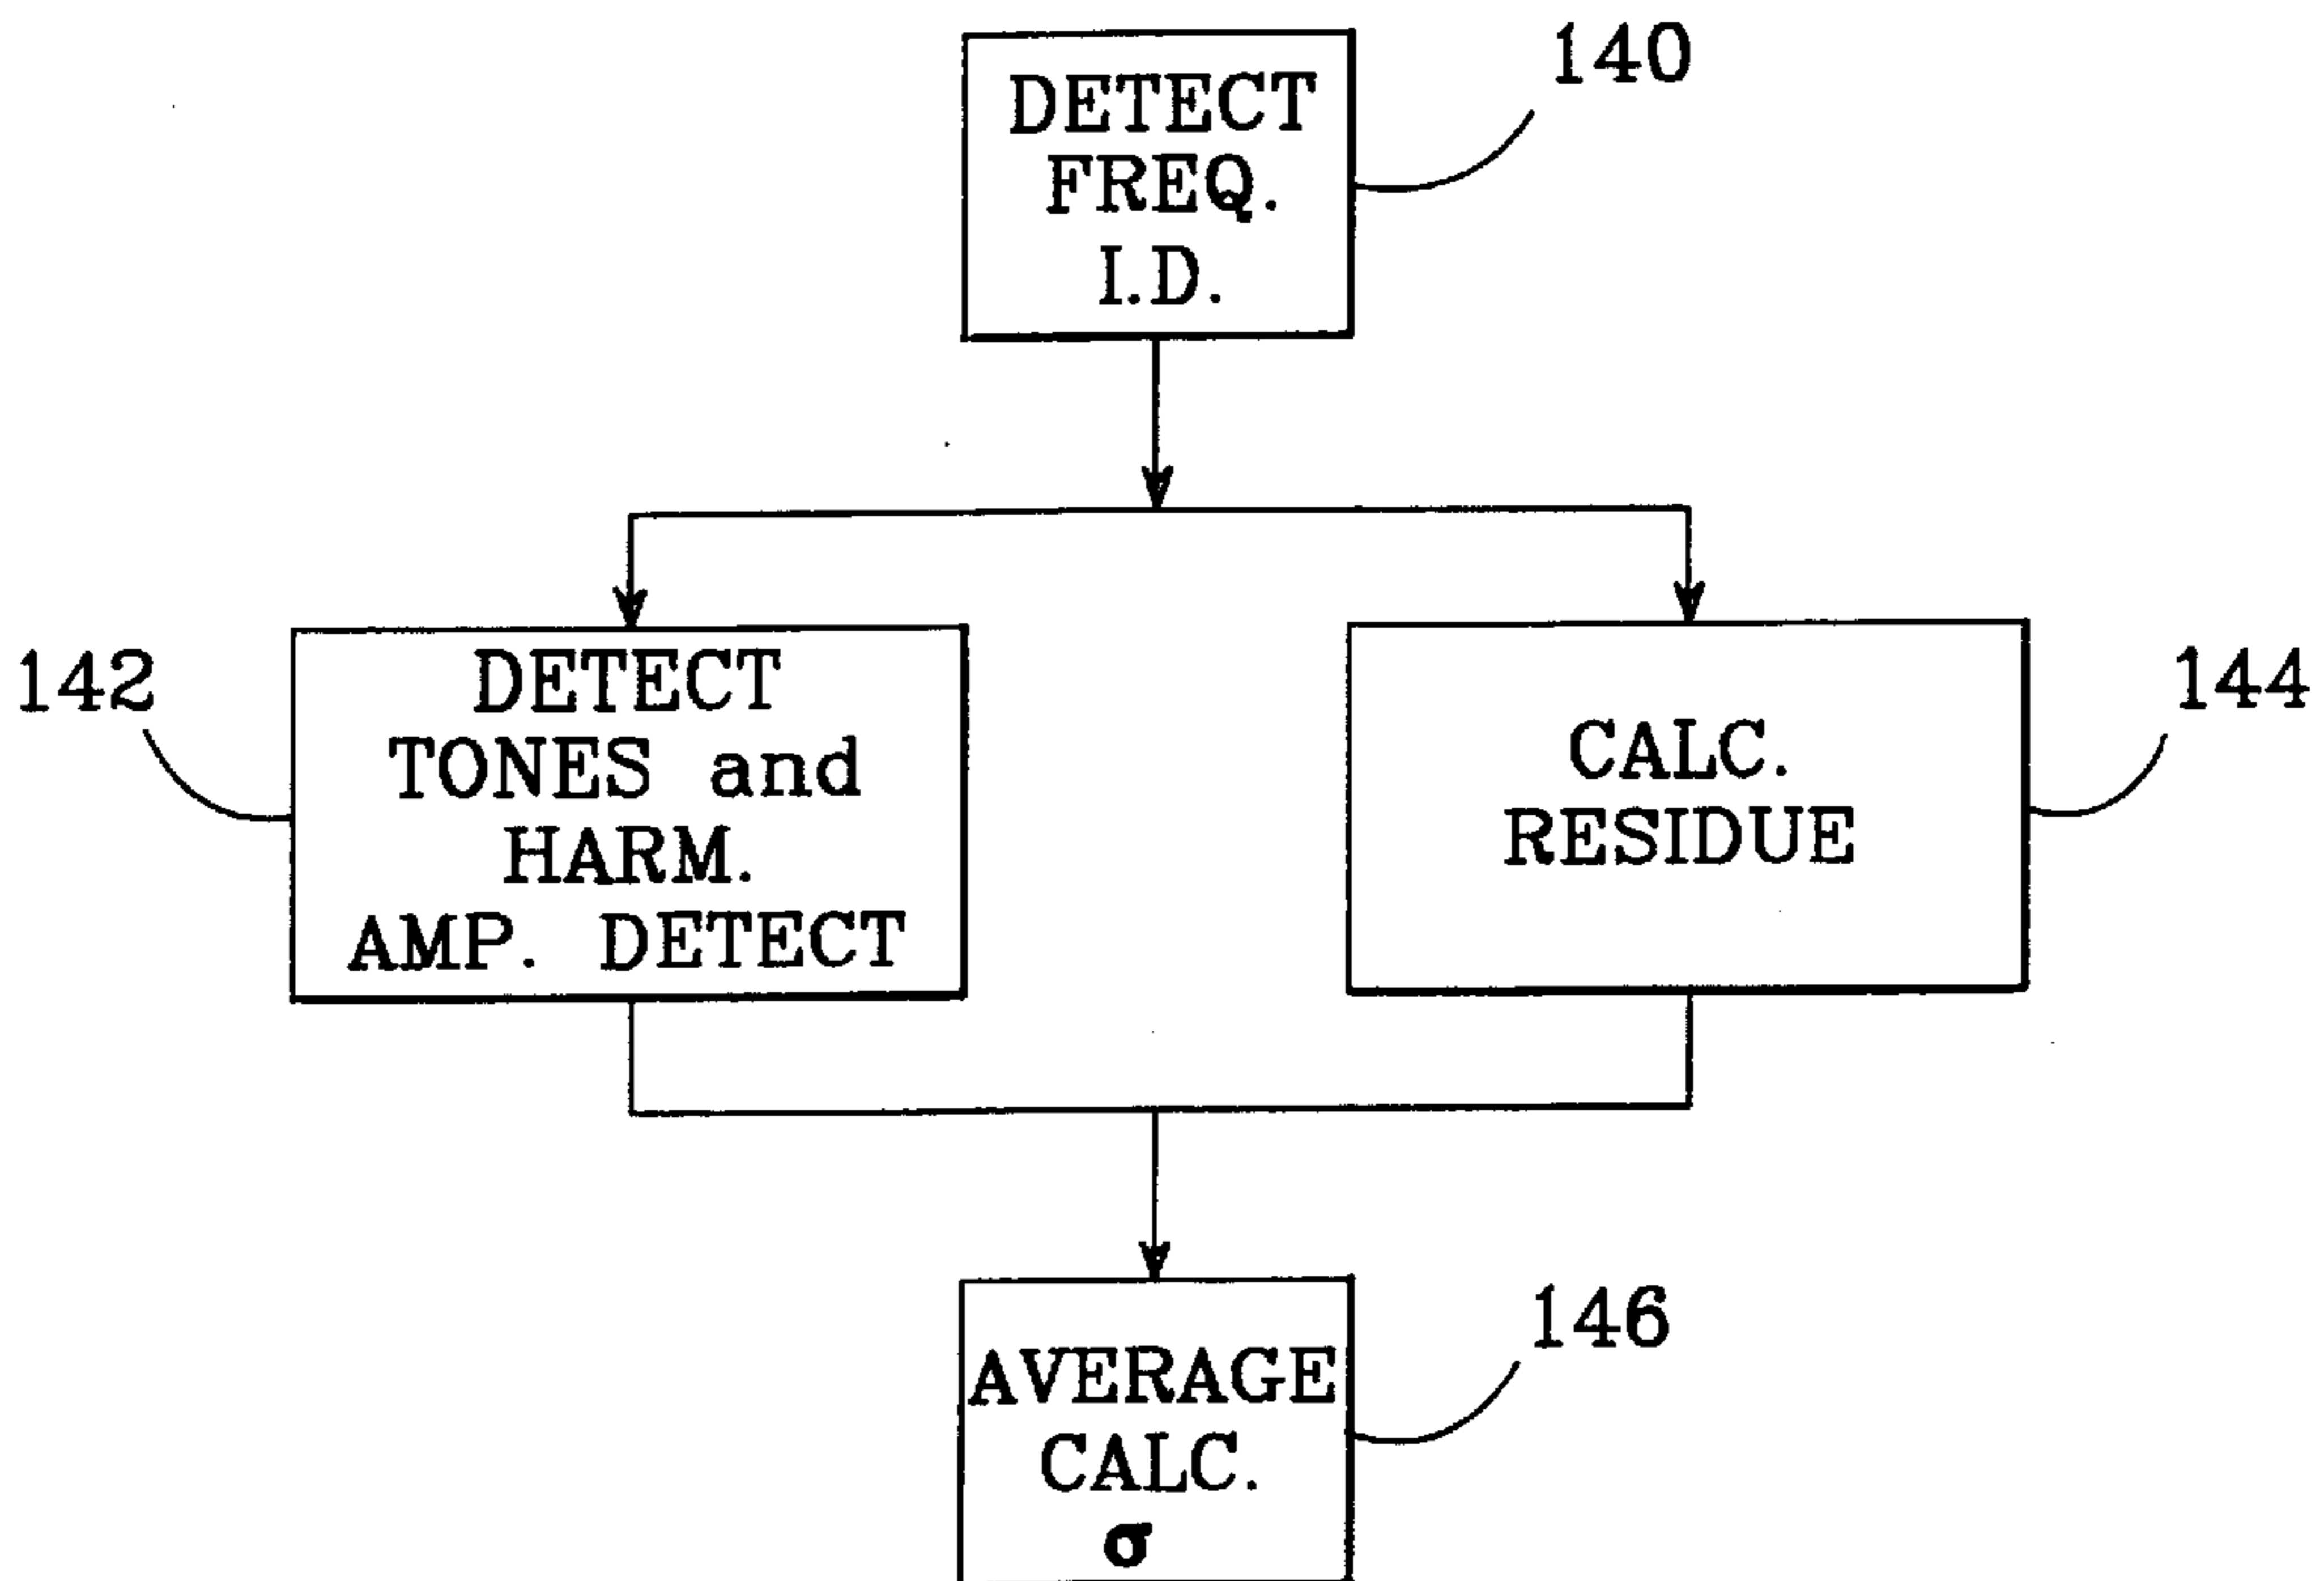 140
DETECT
FREQ.
I.D.
142
DETECT
TONES and
HARM.
AMP. DETECT
144
CALC.
RESIDUE
146
AVERAGE
CALC.
σ